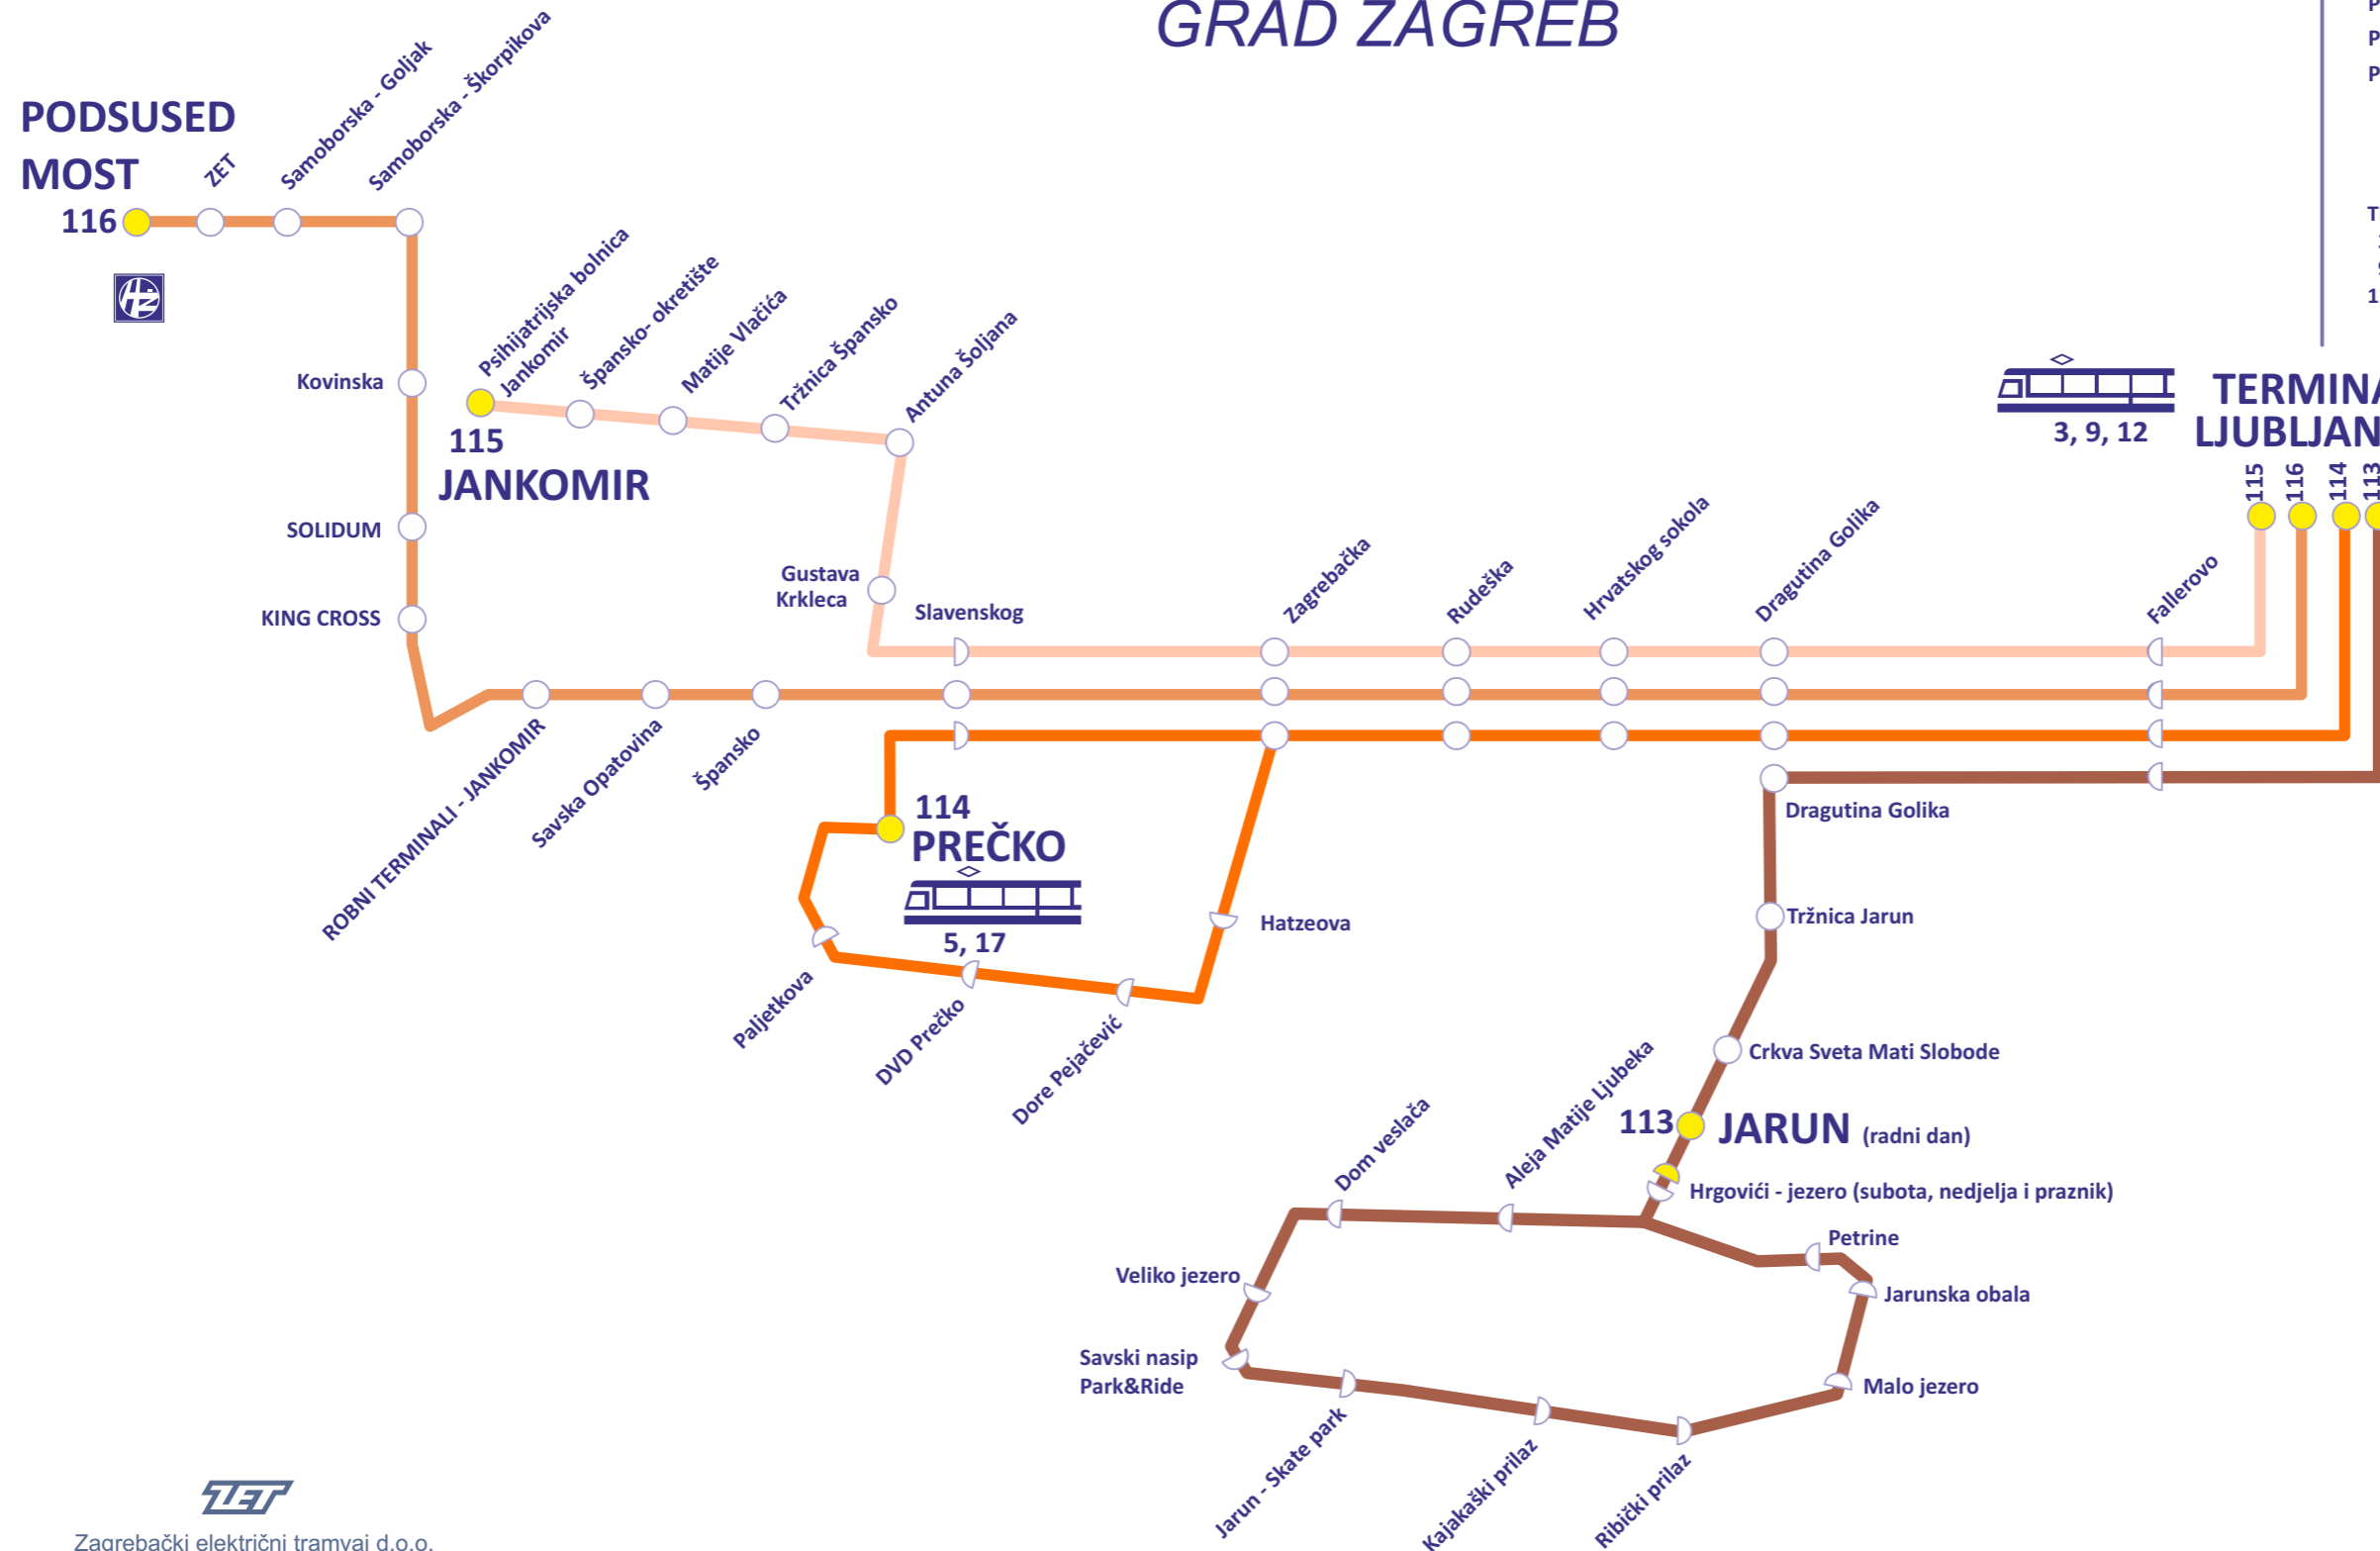 GRAD ZAGREB
PODSUSED
MOST
116
ZET
Samoborska - Goljak
Samoborska - Škorpikova
Kovinska
SOLIDUM
KING CROSS
Psihijatrijska bolnica
Jankomir
115
JANKOMIR
Špansko- okretište
Matije Vlačića
Tržnica Špansko
Antuna Šoljana
Gustava
Krkleca
Slavenskog
Zagrebačka
Rudeška
Hrvatskog sokola
Dragutina Golika
Fallerovo
3, 9, 12
TERMINA
LJUBLJAN
115
116
114
113
ROBNI TERMINALI - JANKOMIR
Savska Opatovina
Špansko
114
PREČKO
5, 17
Paljetkova
DVD Prečko
Dore Pejačević
Hatzeova
Dragutina Golika
Tržnica Jarun
Crkva Sveta Mati Slobode
113
JARUN (radni dan)
Hrgovići - jezero (subota, nedjelja i praznik)
Aleja Matije Ljubeka
Dom veslača
Veliko jezero
Savski nasip
Park&Ride
Jarun - Skate park
Kajakaški prilaz
Ribički prilaz
Malo jezero
Jarunska obala
Petrine
ZET
Zagrebački električni tramvaj d.o.o.